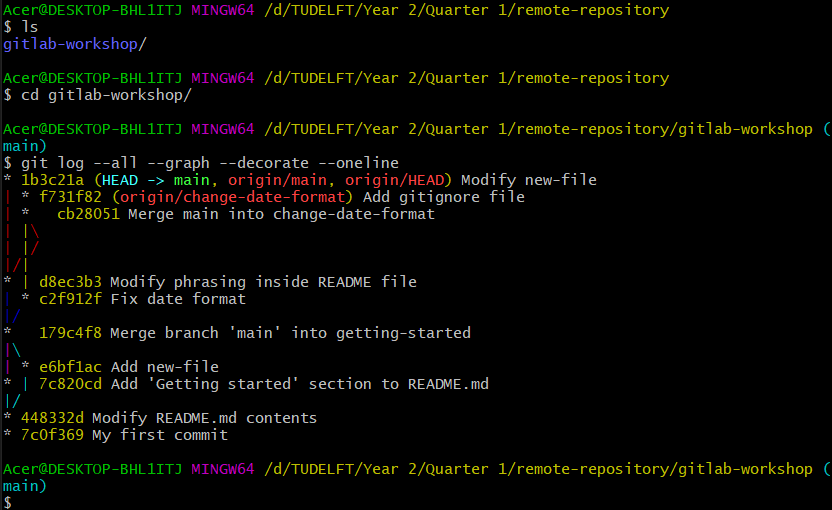 Acer@DESKTOP-BHL1ITJ MINGW64 /d/TUDELFT/Year 2/Quarter 1/remote-repository
$ ls
gitlab-workshop/

Acer@DESKTOP-BHL1ITJ MINGW64 /d/TUDELFT/Year 2/Quarter 1/remote-repository
$ cd gitlab-workshop/

Acer@DESKTOP-BHL1ITJ MINGW64 /d/TUDELFT/Year 2/Quarter 1/remote-repository/gitlab-workshop (
main)
$ git log --all --graph --decorate --oneline
* 1b3c21a (HEAD -> main, origin/main, origin/HEAD) Modify new-file
| * f731f82 (origin/change-date-format) Add gitignore file
| *   cb28051 Merge main into change-date-format
| |\
| |/
|/|
* | d8ec3b3 Modify phrasing inside README file
| * c2f912f Fix date format
|/
*   179c4f8 Merge branch 'main' into getting-started
|\
| * e6bf1ac Add new-file
* | 7c820cd Add 'Getting started' section to README.md
|/
* 448332d Modify README.md contents
* 7c0f369 My first commit

Acer@DESKTOP-BHL1ITJ MINGW64 /d/TUDELFT/Year 2/Quarter 1/remote-repository/gitlab-workshop (
main)
$